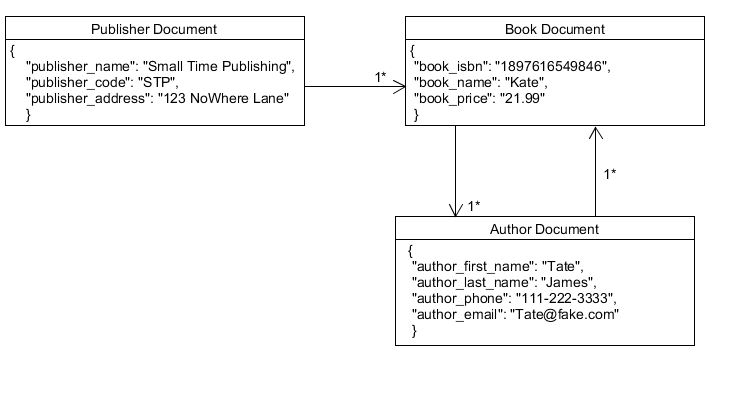 Publisher Document
{
"publisher_name": "Small Time Publishing",
"publisher_code": "STP",
"publisher_address": "123 NoWhere Lane"
}
1*
Book Document
{
"book_isbn": "1897616549846",
"book_name": "Kate",
"book_price": "21.99"
}
1*
1*
Author Document
{
"author_first_name": "Tate",
"author_last_name": "James",
"author_phone": "111-222-3333",
"author_email": "Tate@fake.com"
}